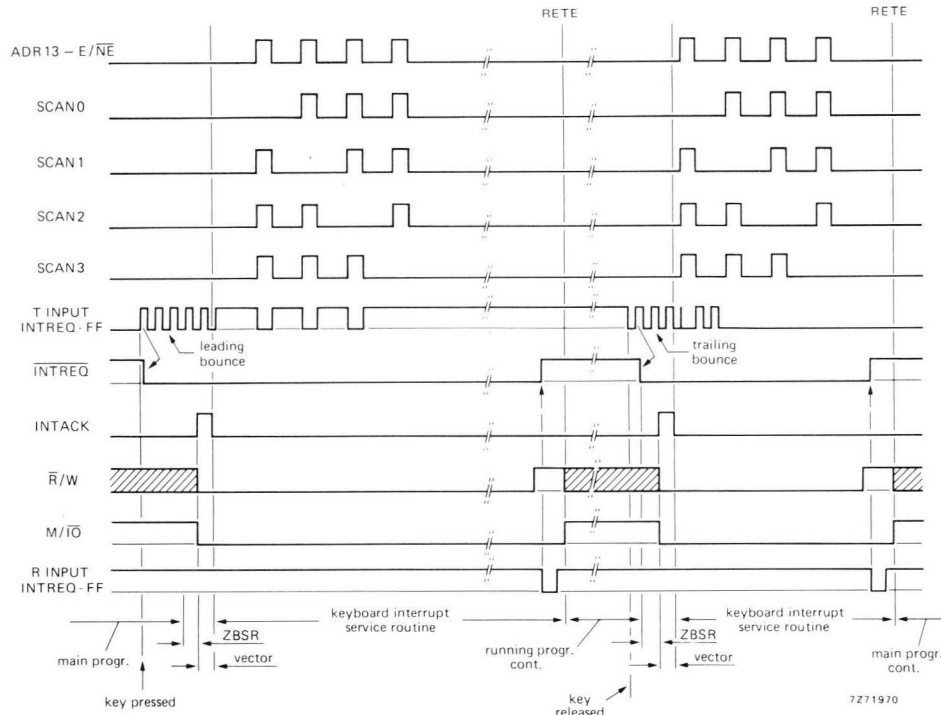 RETE RETE
ADR13 – E/NE
SCAN0
SCAN1
SCAN2
SCAN3
T INPUT
INTREQ-FF
leading
bounce
trailing
bounce
INTREQ
INTACK
R/W
M/IO
R INPUT
INTREQ-FF
keyboard interrupt
service routine
keyboard interrupt
service routine
ZBSR
ZBSR
main progr.
vector
running progr.
cont.
vector
main progr.
cont.
key pressed
key
released
7Z71970